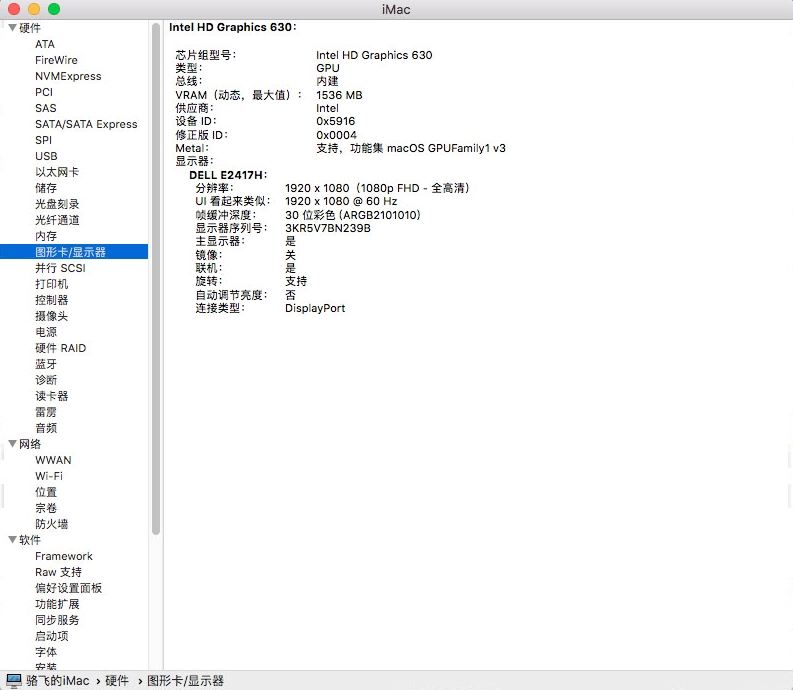 iMac
硬件
ATA
FireWire
NVMExpress
PCI
SAS
SATA/SATA Express
SPI
USB
以太网卡
储存
光盘刻录
光纤通道
内存
图形卡/显示器
并行 SCSI
打印机
控制器
摄像头
电源
硬件 RAID
蓝牙
诊断
读卡器
雷雳
音频
网络
WWAN
Wi-Fi
位置
宗卷
防火墙
软件
Framework
Raw 支持
偏好设置面板
功能扩展
同步服务
启动项
字体
安装
Intel HD Graphics 630:
芯片组型号： Intel HD Graphics 630
类型： GPU
总线： 内建
VRAM（动态，最大值）： 1536 MB
供应商： Intel
设备 ID： 0x5916
修正版 ID： 0x0004
Metal： 支持，功能集 macOS GPUFamily1 v3
显示器：
DELL E2417H：
分辨率： 1920 x 1080（1080p FHD - 全高清）
UI 看起来类似： 1920 x 1080 @ 60 Hz
帧缓冲深度： 30 位彩色 (ARGB2101010)
显示器序列号： 3KR5V7BN239B
主显示器： 是
镜像： 关
联机： 是
旋转： 支持
自动调节亮度： 否
连接类型： DisplayPort
骆飞的iMac › 硬件 › 图形卡/显示器